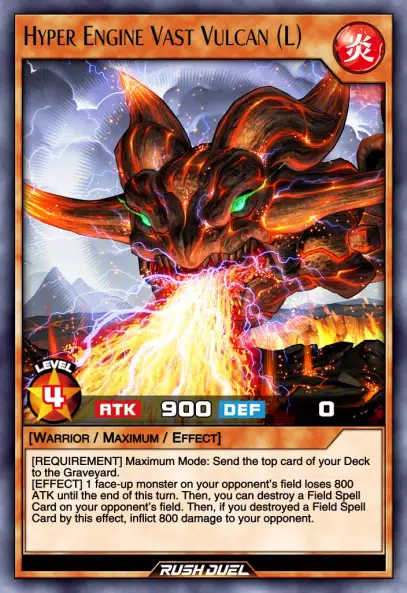 Hyper Engine Vast Vulcan (L)
炎
LEVEL
4
ATK 900 DEF 0
[Warrior / Maximum / Effect]
[REQUIREMENT] Maximum Mode: Send the top card of your Deck
to the Graveyard.
[EFFECT] 1 face-up monster on your opponent's field loses 800
ATK until the end of this turn. Then, you can destroy a Field Spell
Card on your opponent's field. Then, if you destroyed a Field Spell
Card by this effect, inflict 800 damage to your opponent.
RUSH DUEL